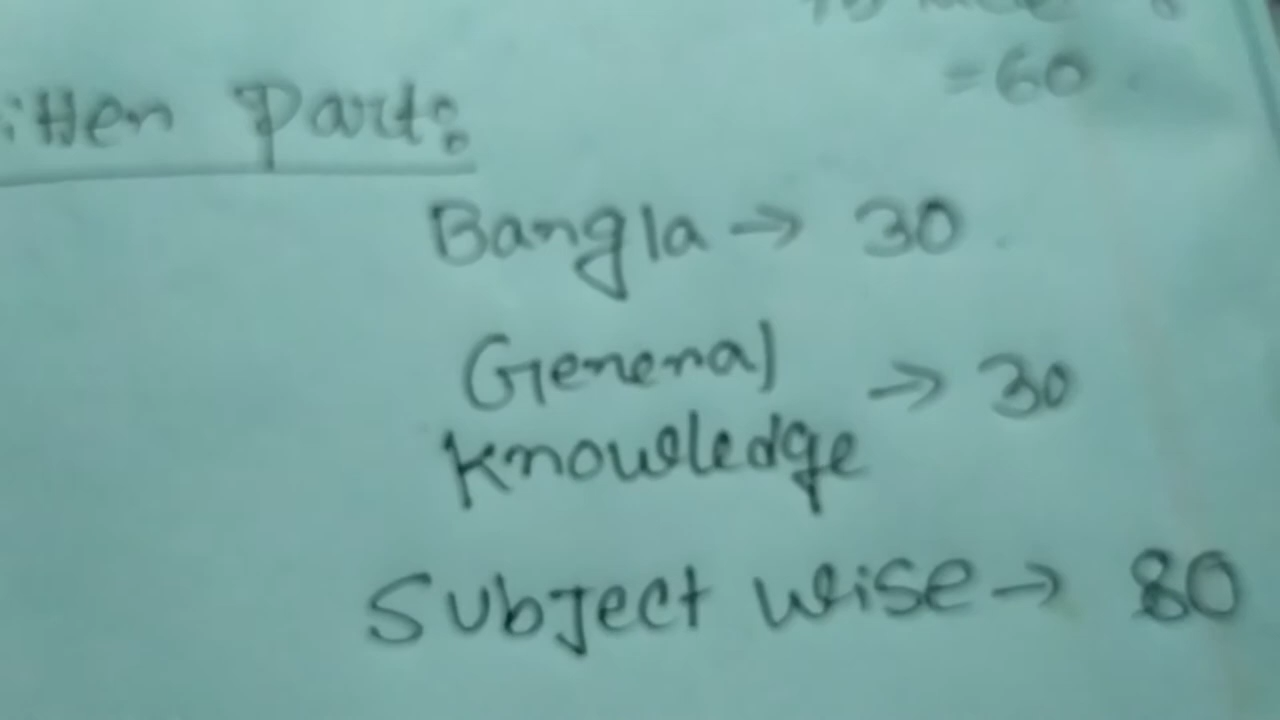 =60
itten Part:
Bangla → 30
General
Knowledge → 30
Subject wise → 80